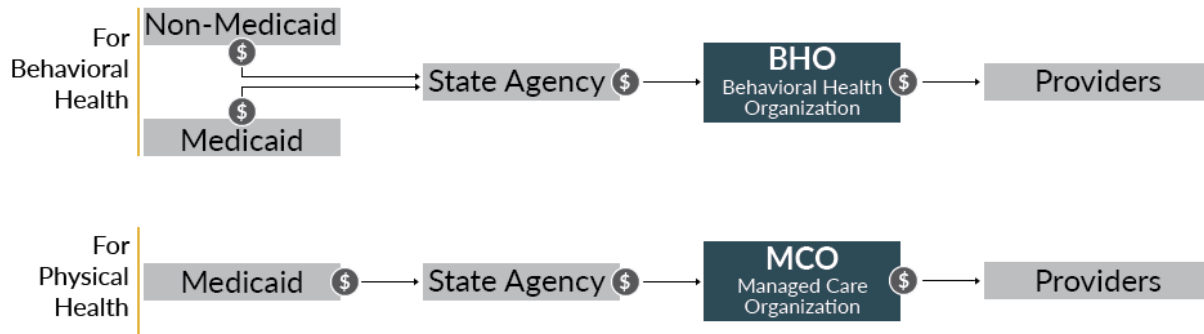 For
Behavioral
Health
Non-Medicaid
$
$
Medicaid
State Agency $
BHO
Behavioral Health
Organization
$
Providers
For
Physical
Health
Medicaid $
State Agency $
MCO
Managed Care
Organization
$
Providers